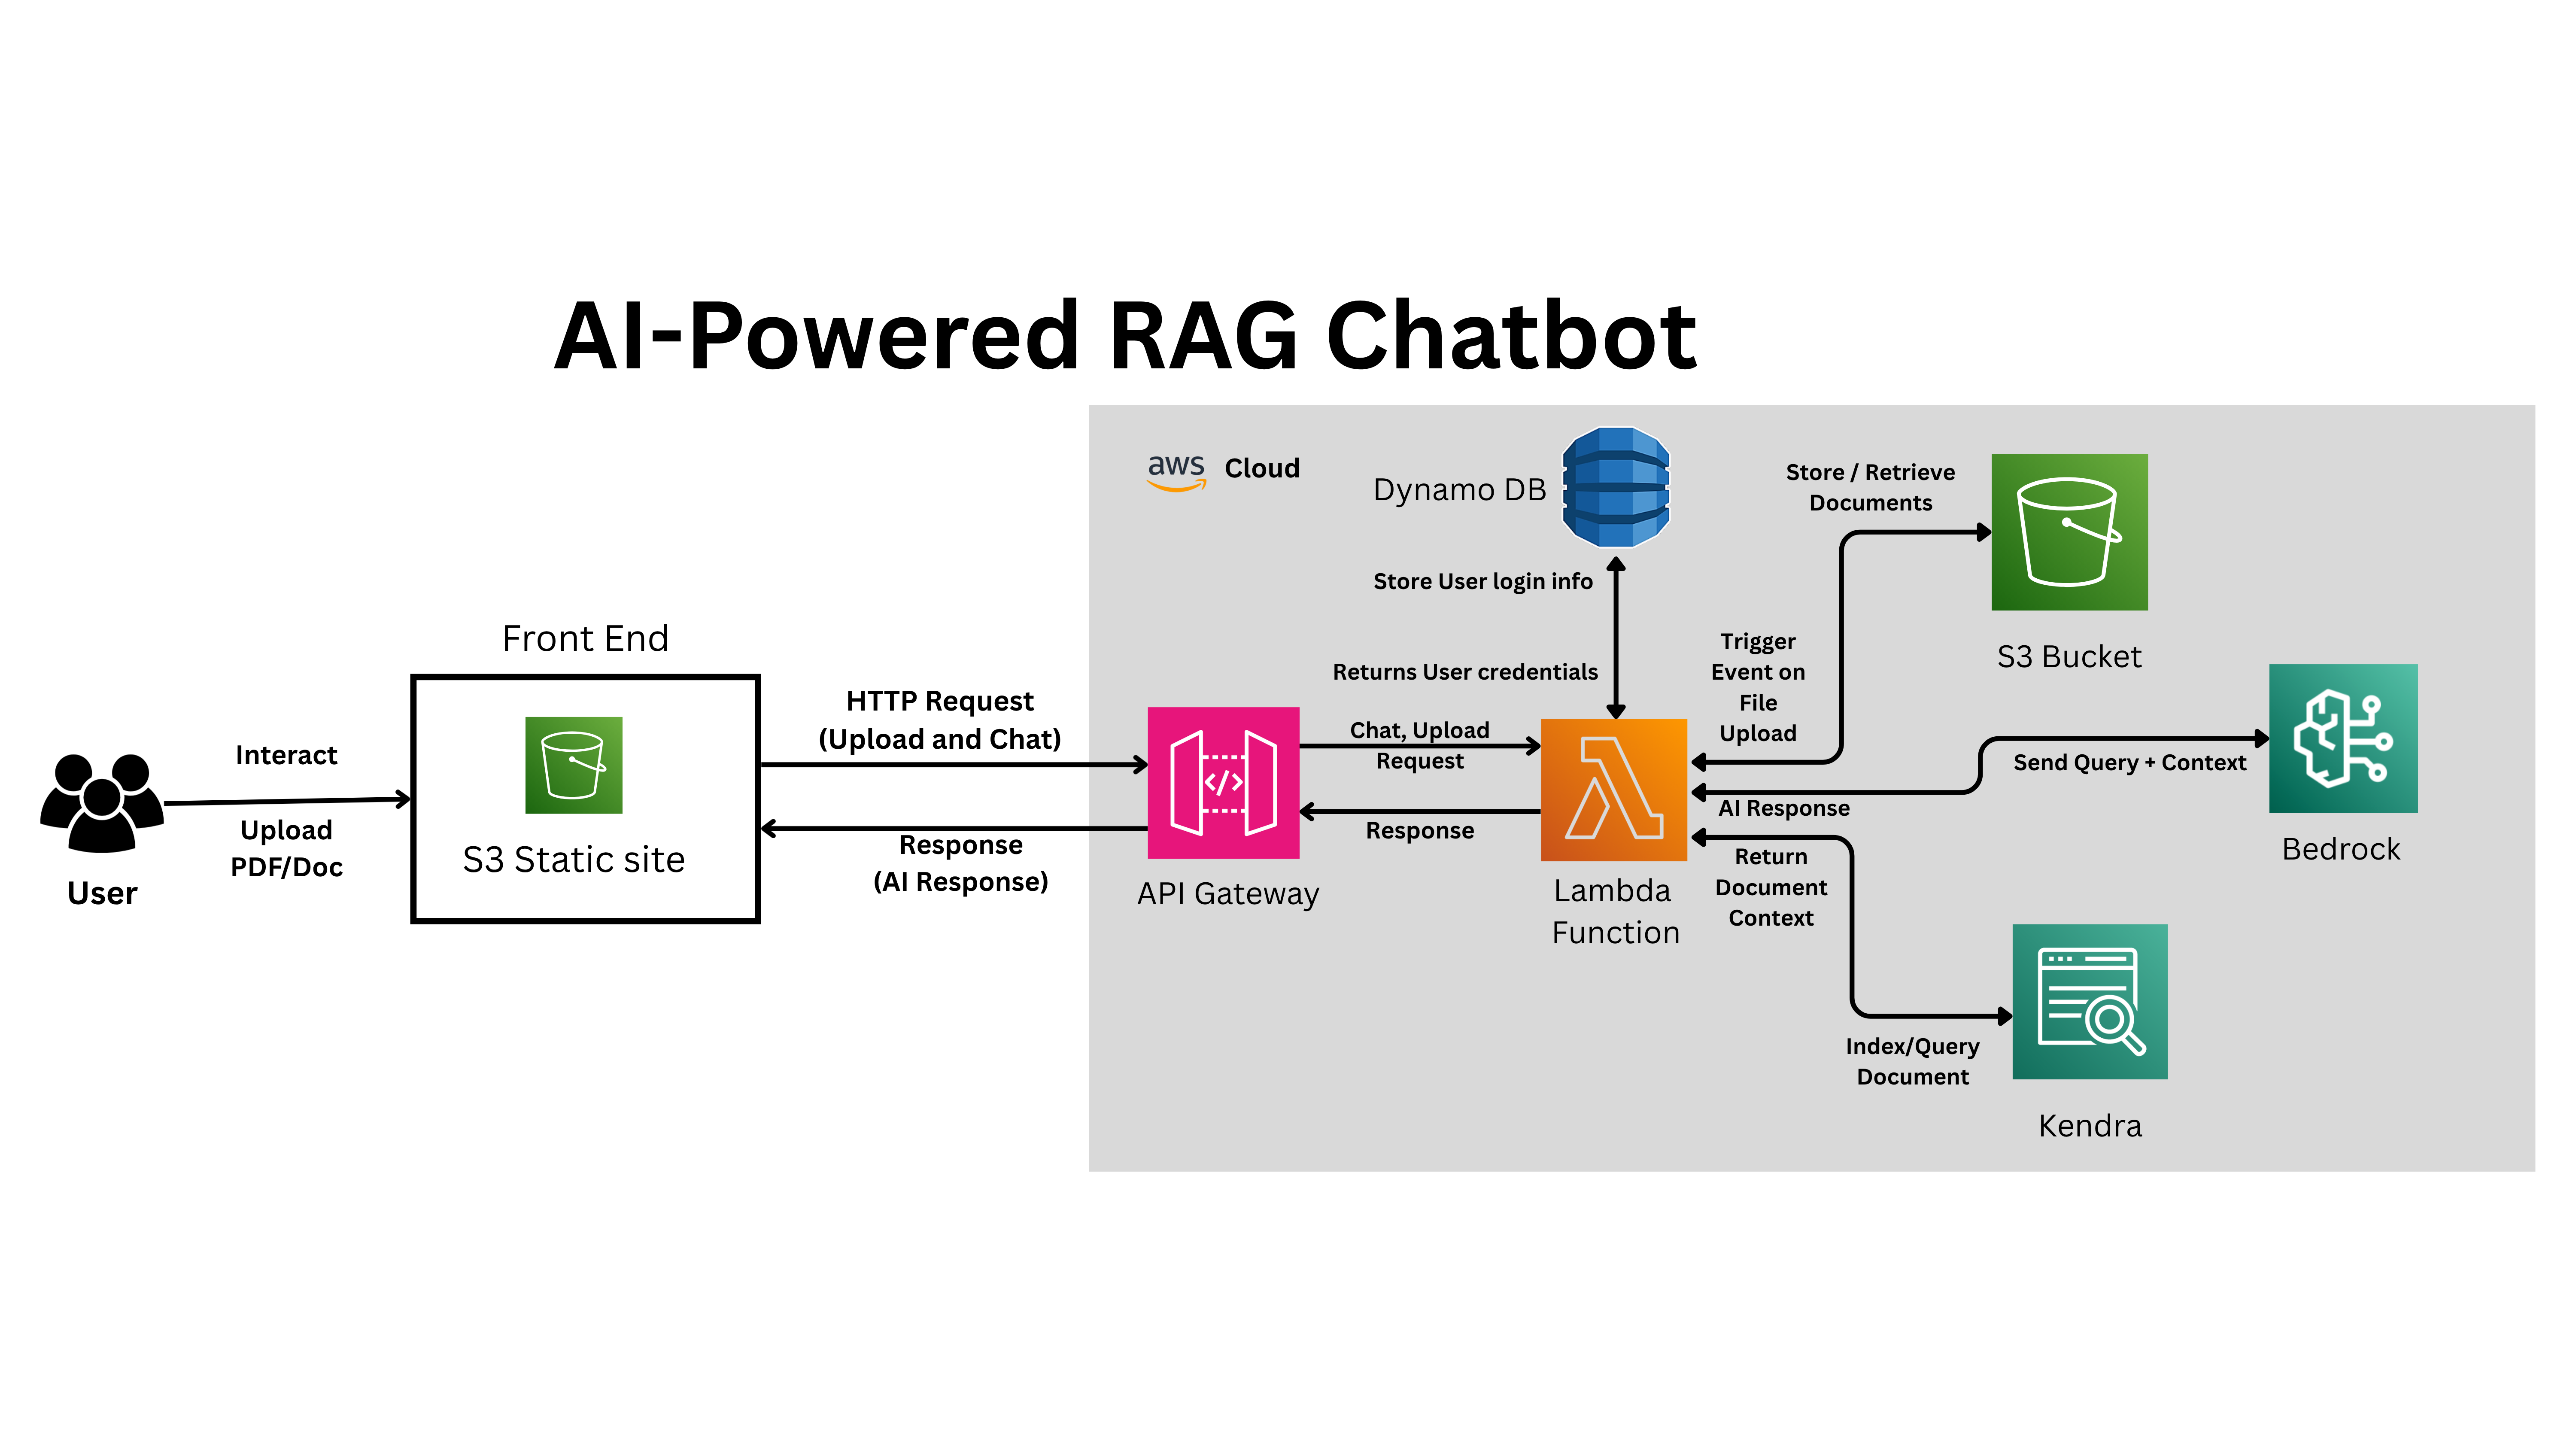 AI-Powered RAG Chatbot
aws Cloud
Dynamo DB
Store User login info
Returns User credentials
Store / Retrieve
Documents
S3 Bucket
Trigger
Event on
File
Upload
Front End
S3 Static site
Interact
Upload
PDF/Doc
User
HTTP Request
(Upload and Chat)
Response
(AI Response)
API Gateway
Chat, Upload
Request
Response
Lambda
Function
Send Query + Context
AI Response
Bedrock
Return
Document
Context
Index/Query
Document
Kendra